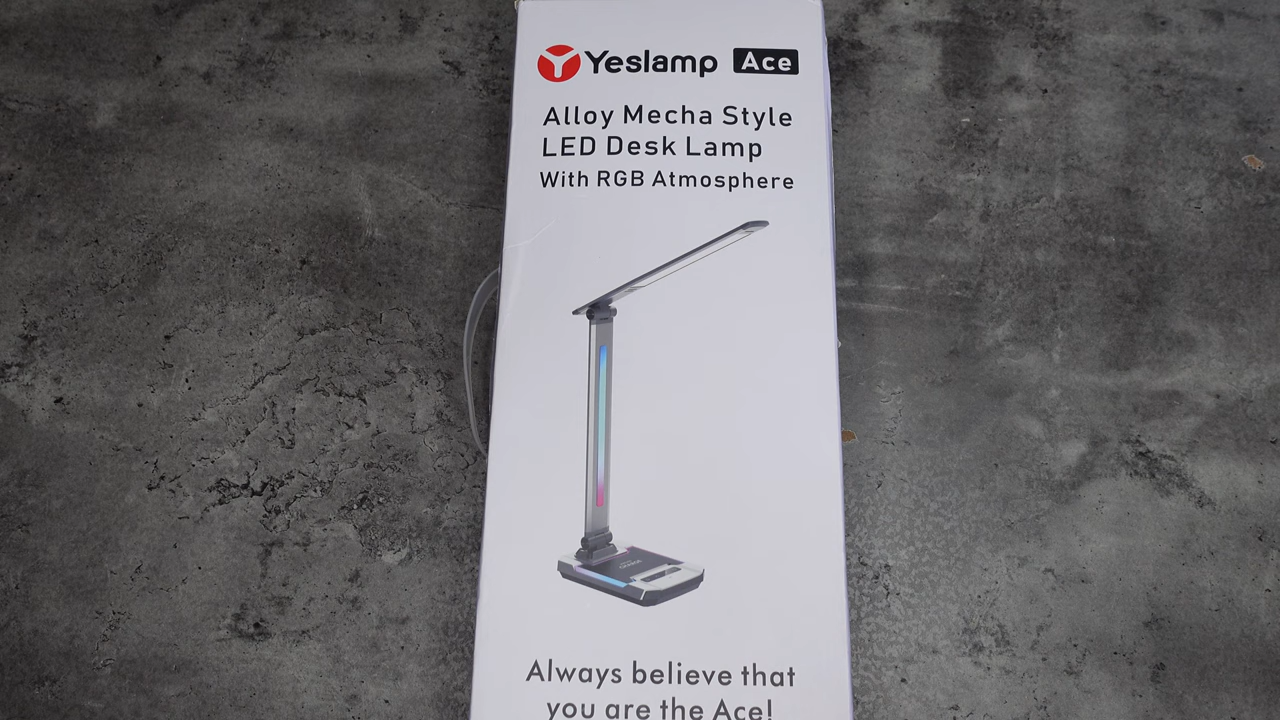 Yeslamp Ace
Alloy Mecha Style
LED Desk Lamp
With RGB Atmosphere
Always believe that
you are the Ace!